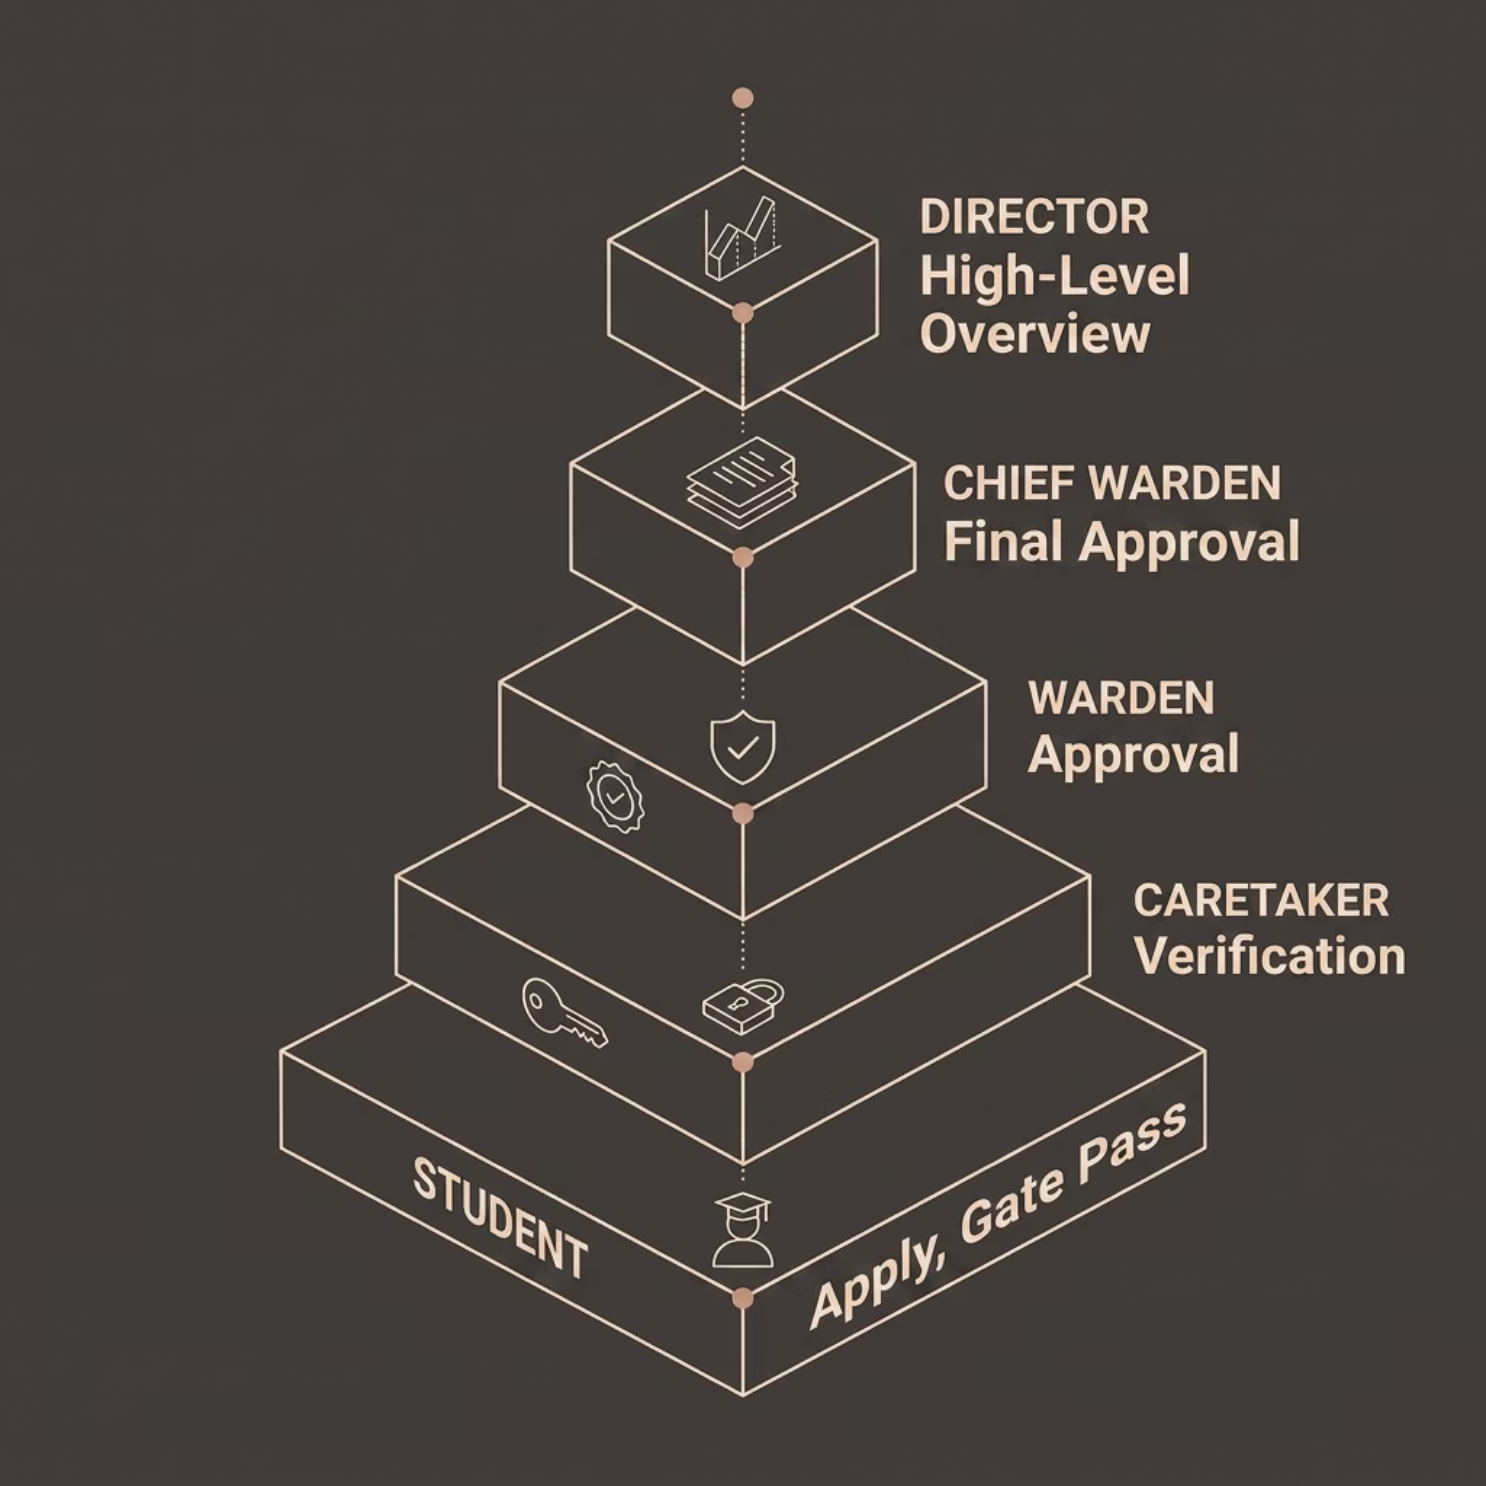 DIRECTOR
High-Level
Overview
CHIEF WARDEN
Final Approval
WARDEN
Approval
CARETAKER
Verification
STUDENT
Apply, Gate Pass